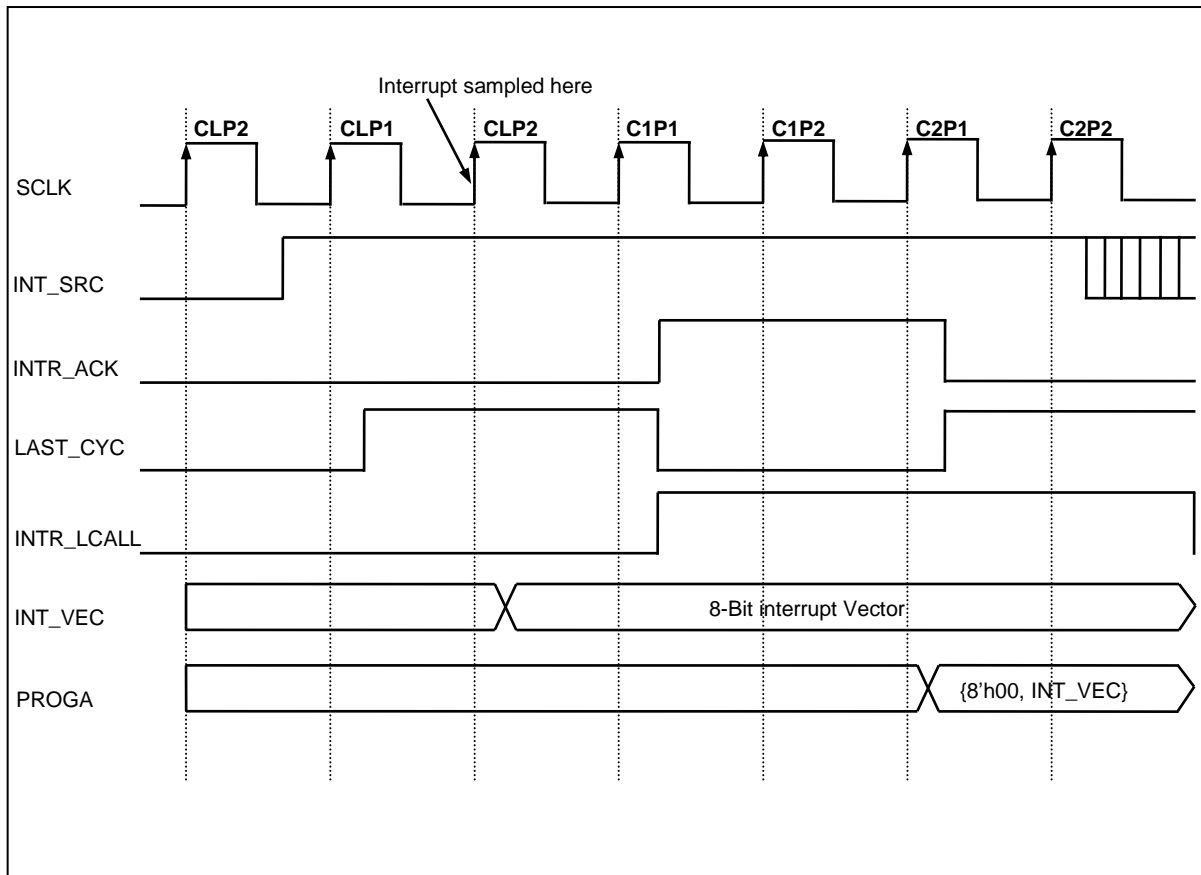 Interrupt sampled here
CLP2 CLP1 CLP2 C1P1 C1P2 C2P1 C2P2
SCLK
INT_SRC
INTR_ACK
LAST_CYC
INTR_LCALL
INT_VEC 8-Bit interrupt Vector
PROGA {8’h00, INT_VEC}